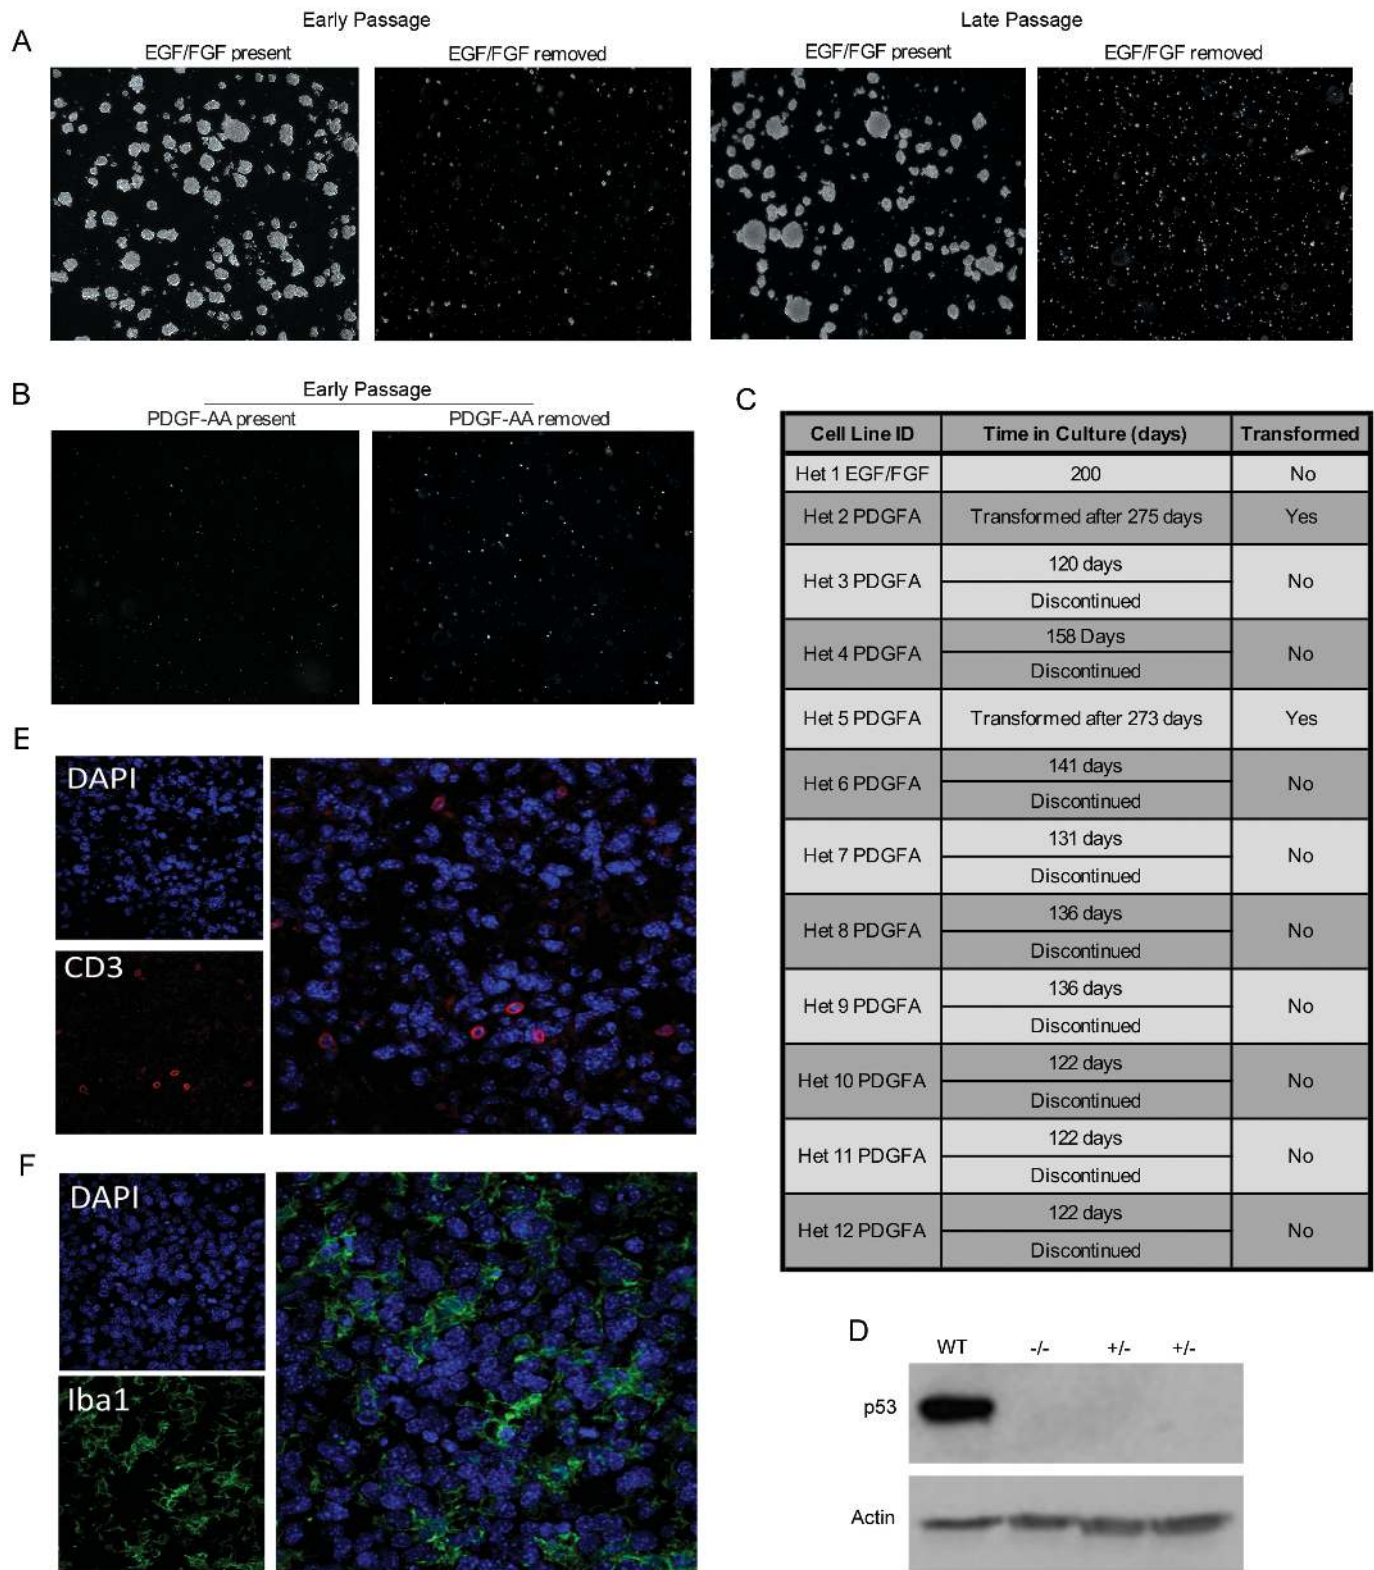 Early Passage
Late Passage
A
EGF/FGF present
EGF/FGF removed
EGF/FGF present
EGF/FGF removed
B
Early Passage
PDGF-AA present
PDGF-AA removed
C
Cell Line ID Time in Culture (days) Transformed
Het 1 EGF/FGF 200 No
Het 2 PDGFA Transformed after 275 days Yes
Het 3 PDGFA 120 days Discontinued No
Het 4 PDGFA 158 Days Discontinued No
Het 5 PDGFA Transformed after 273 days Yes
Het 6 PDGFA 141 days Discontinued No
Het 7 PDGFA 131 days Discontinued No
Het 8 PDGFA 136 days Discontinued No
Het 9 PDGFA 136 days Discontinued No
Het 10 PDGFA 122 days Discontinued No
Het 11 PDGFA 122 days Discontinued No
Het 12 PDGFA 122 days Discontinued No
E
DAPI
CD3
F
DAPI
Iba1
D
WT -/- +/- +/-
p53
Actin